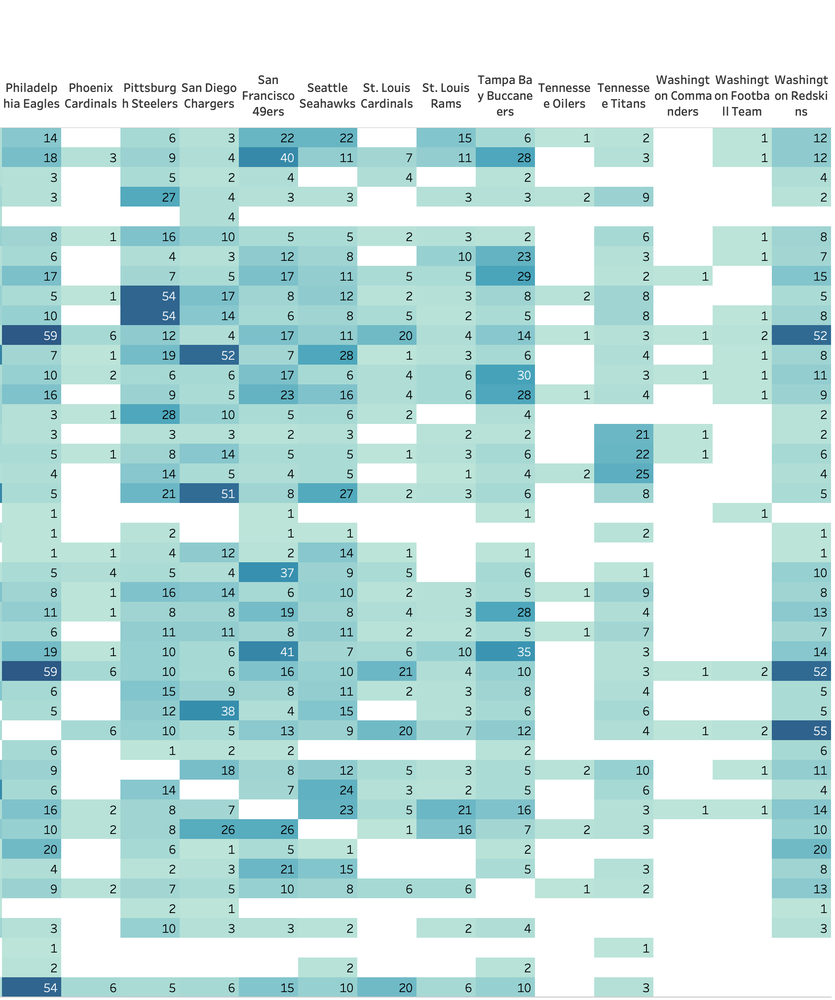 Philadelp Phoenix Pittsburg San Diego San Seattle St. Louis St. Louis Tampa Ba Tennesse Tennesse Washingt Washingt Washingt
hia Eagles Cardinals h Steelers Chargers Francisco Seahawks Cardinals Rams y Buccane e Oilers e Titans on Comma on Footba on Redski
49ers ers nders ll Team ns
14 6 3 22 22 15 6 1 2 1 12
18 3 9 4 40 11 7 11 28 3 1 12
3 5 2 4 4 2 4
3 27 4 3 3 3 3 2 9 2
4
8 1 16 10 5 5 2 3 2 6 1 8
6 4 3 12 8 10 23 3 1 7
17 7 5 17 11 5 5 29 2 1 15
5 1 54 17 8 12 2 3 8 2 8 5
10 54 14 6 8 5 2 5 8 1 8
59 6 12 4 17 11 20 4 14 1 3 1 2 52
7 1 19 52 7 28 1 3 6 4 1 8
10 2 6 6 17 6 4 6 30 3 1 1 11
16 9 5 23 16 4 6 28 1 4 1 9
3 1 28 10 5 6 2 4 2
3 3 3 2 3 2 2 21 1 2
5 1 8 14 5 5 1 3 6 22 1 6
4 14 5 4 5 1 4 2 25 4
5 21 51 8 27 2 3 6 8 5
1 1 1 1
1 2 1 1 2 1
1 1 4 12 2 14 1 1 1
5 4 5 4 37 9 5 6 1 10
8 1 16 14 6 10 2 3 5 1 9 8
11 1 8 8 19 8 4 3 28 4 13
6 11 11 8 11 2 2 5 1 7 7
19 1 10 6 41 7 6 10 35 3 14
59 6 10 6 16 10 21 4 10 3 1 2 52
6 15 9 8 11 2 3 8 4 5
5 12 38 4 15 3 6 6 5
6 10 5 13 9 20 7 12 4 1 2 55
6 1 2 2 2 6
9 18 8 12 5 3 5 2 10 1 11
6 14 7 24 3 2 5 6 4
16 2 8 7 23 5 21 16 3 1 1 14
10 2 8 26 26 1 16 7 2 3 10
20 6 1 5 1 2 20
4 2 3 21 15 5 3 8
9 2 7 5 10 8 6 6 1 2 13
2 1 1
3 10 3 3 2 2 4 3
1 1
2 2 2
54 6 5 6 15 10 20 6 10 3